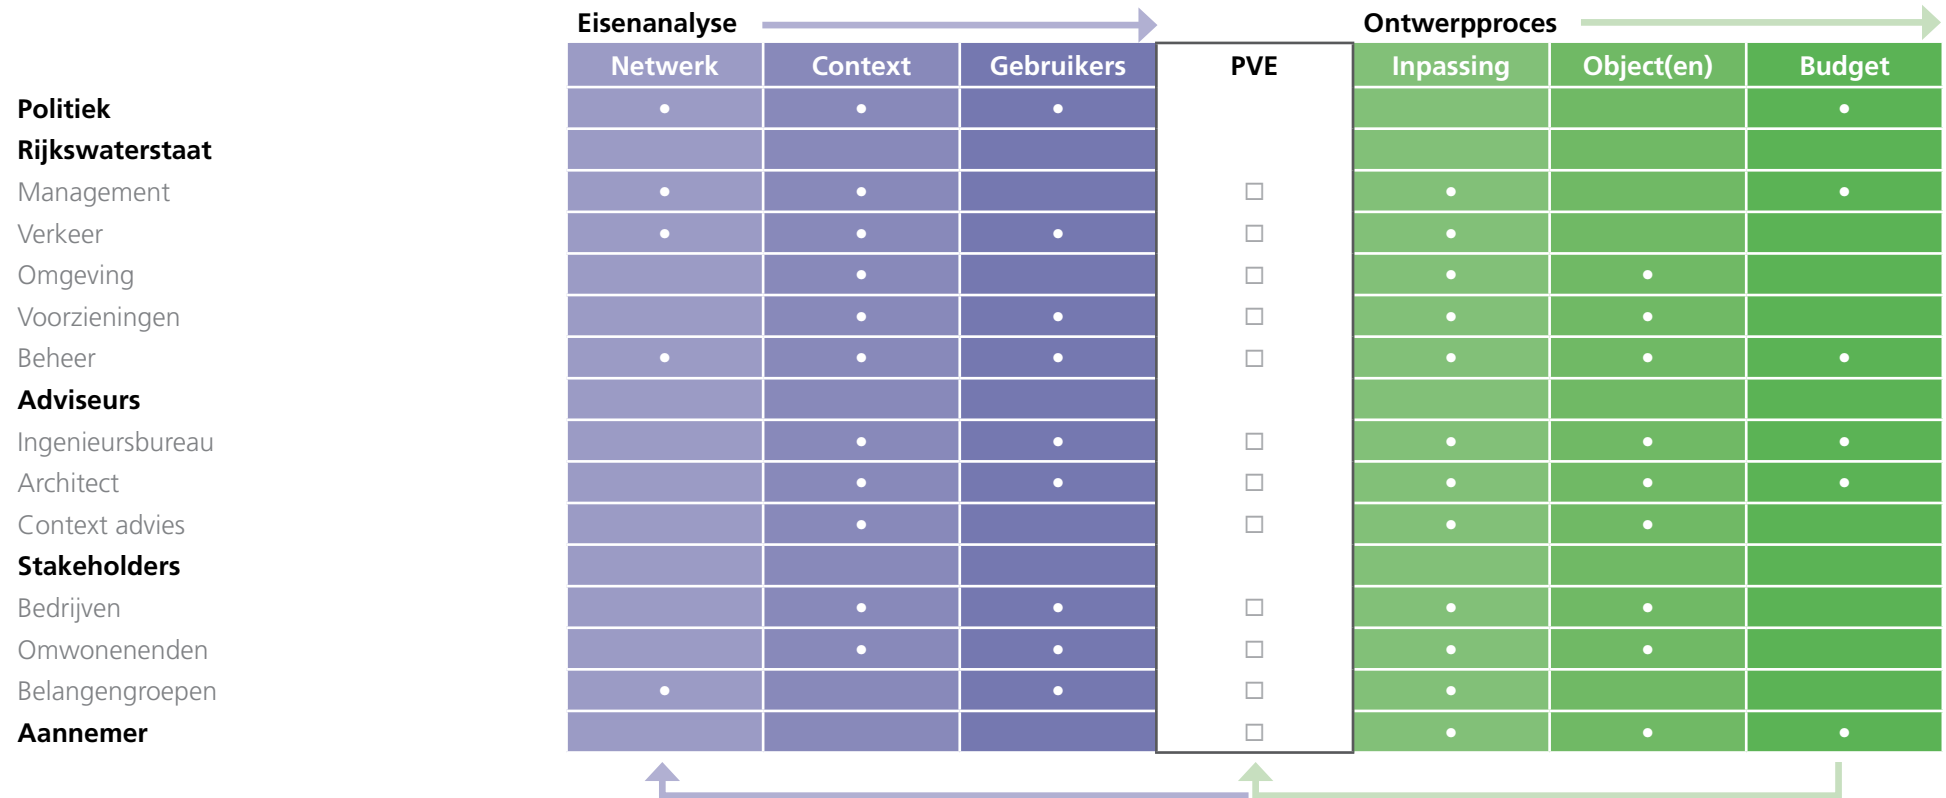 Eisenanalyse Ontwerpproces
Netwerk Context Gebruikers PVE Inpassing Object(en) Budget
Politiek
Rijkswaterstaat
Management
Verkeer
Omgeving
Voorzieningen
Beheer
Adviseurs
Ingenieursbureau
Architect
Context advies
Stakeholders
Bedrijven
Omwonenenden
Belangengroepen
Aannemer